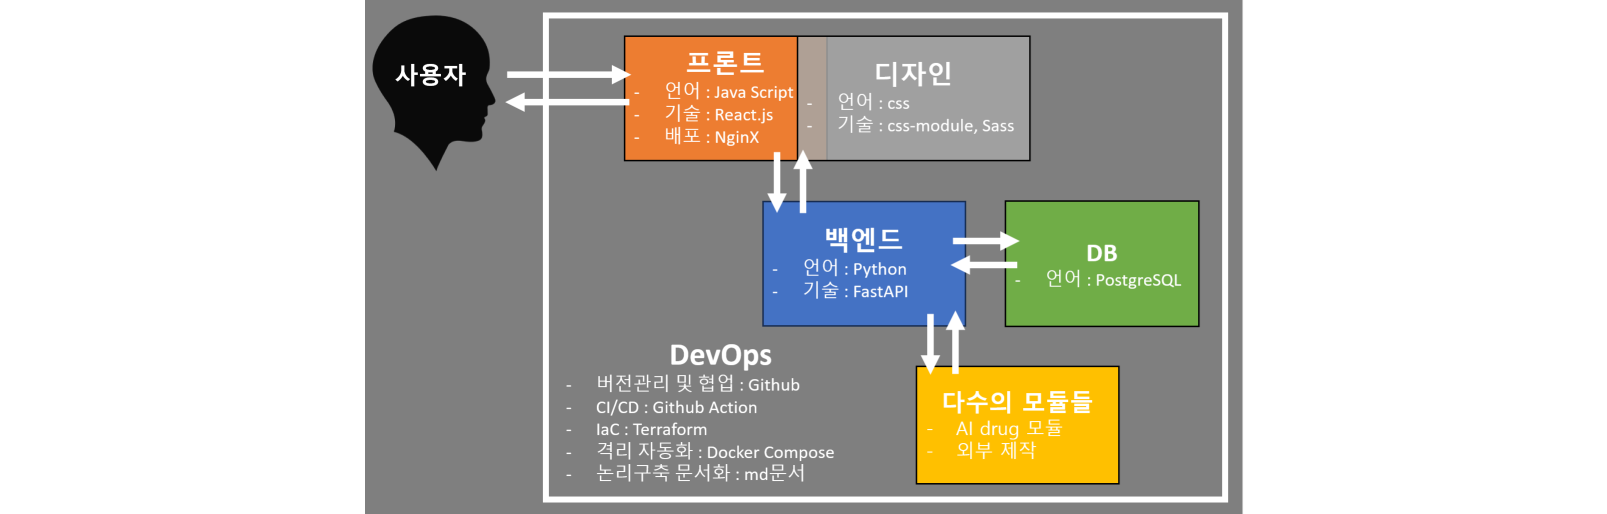 사용자
프론트
- 언어 : Java Script
- 기술 : React.js
- 배포 : NginX
디자인
- 언어 : css
- 기술 : css-module, Sass
백엔드
- 언어 : Python
- 기술 : FastAPI
DB
- 언어 : PostgreSQL
DevOps
- 버전관리 및 협업 : Github
- CI/CD : Github Action
- IaC : Terraform
- 격리 자동화 : Docker Compose
- 논리구축 문서화 : md문서
다수의 모듈들
- AI drug 모듈
- 외부 제작